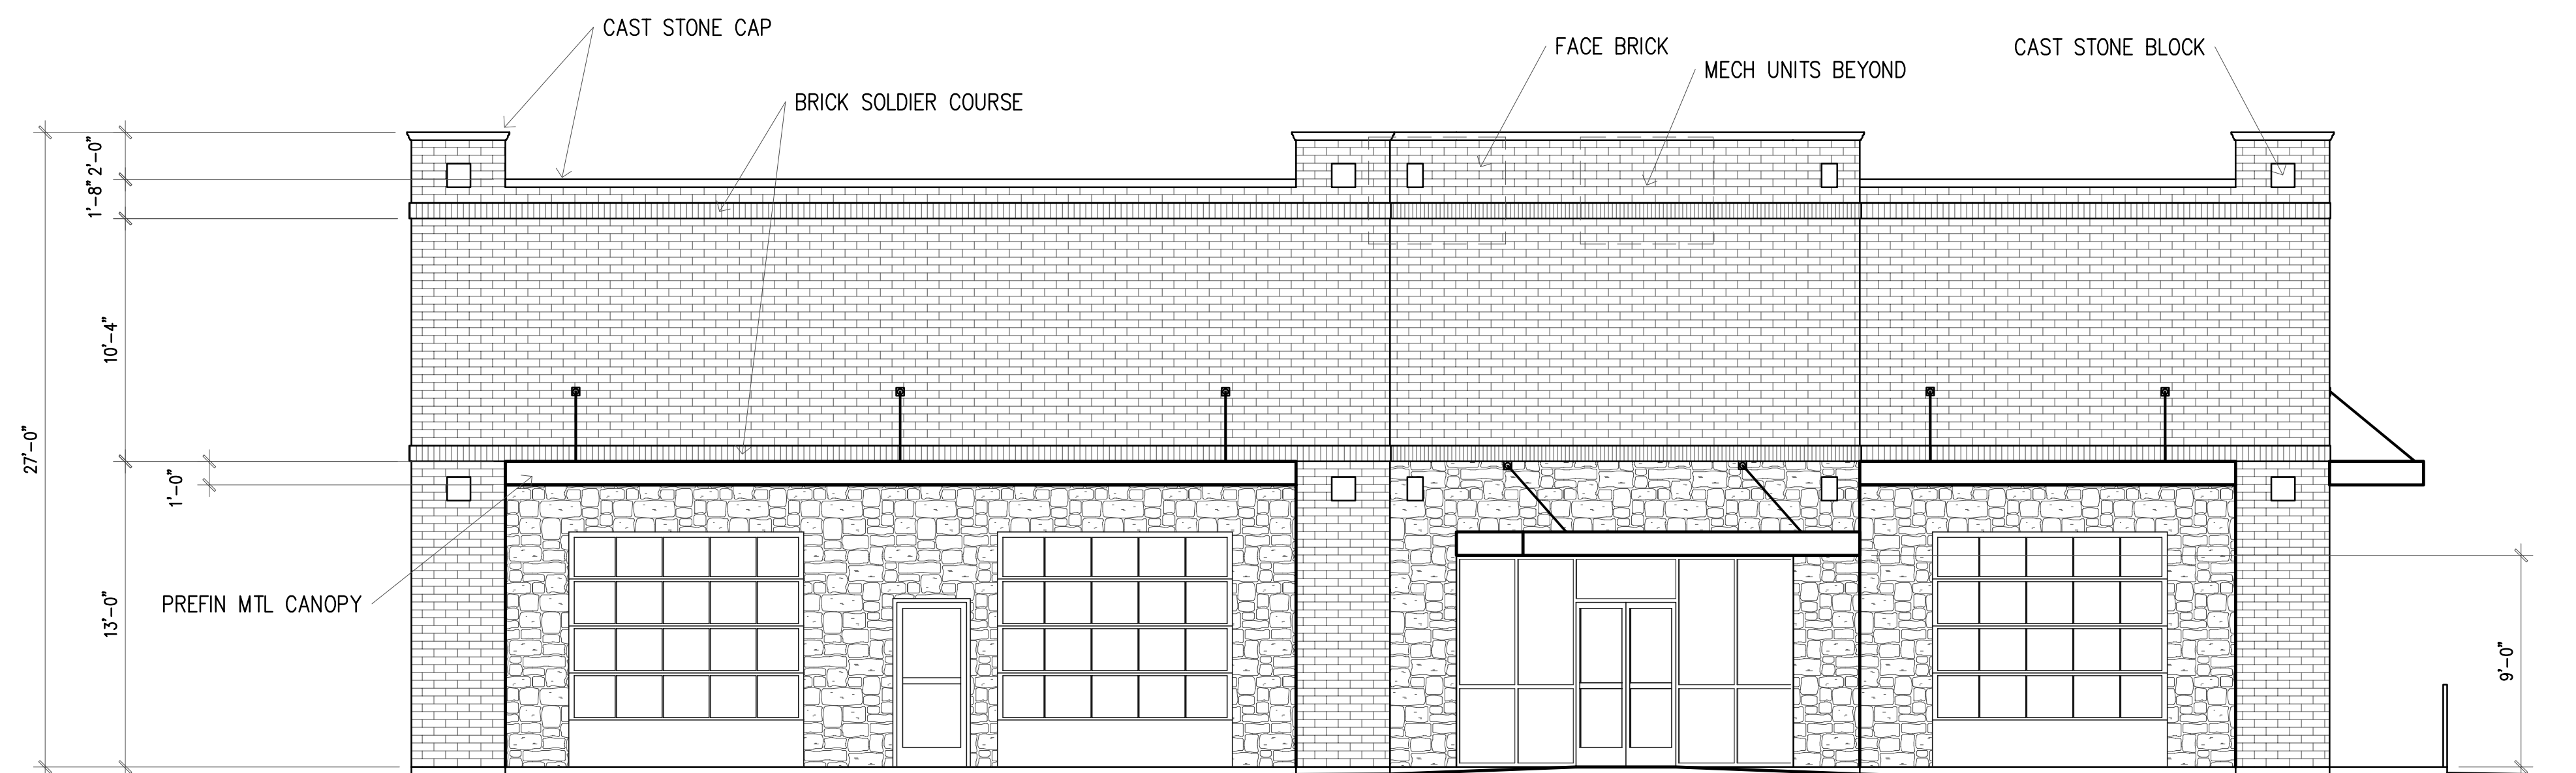 CAST STONE CAP
FACE BRICK
CAST STONE BLOCK
MECH UNITS BEYOND
BRICK SOLDIER COURSE
2'-0"
1'-8"
10'-4"
27'-0"
1'-0"
PREFIN MTL CANOPY
13'-0"
9'-0"